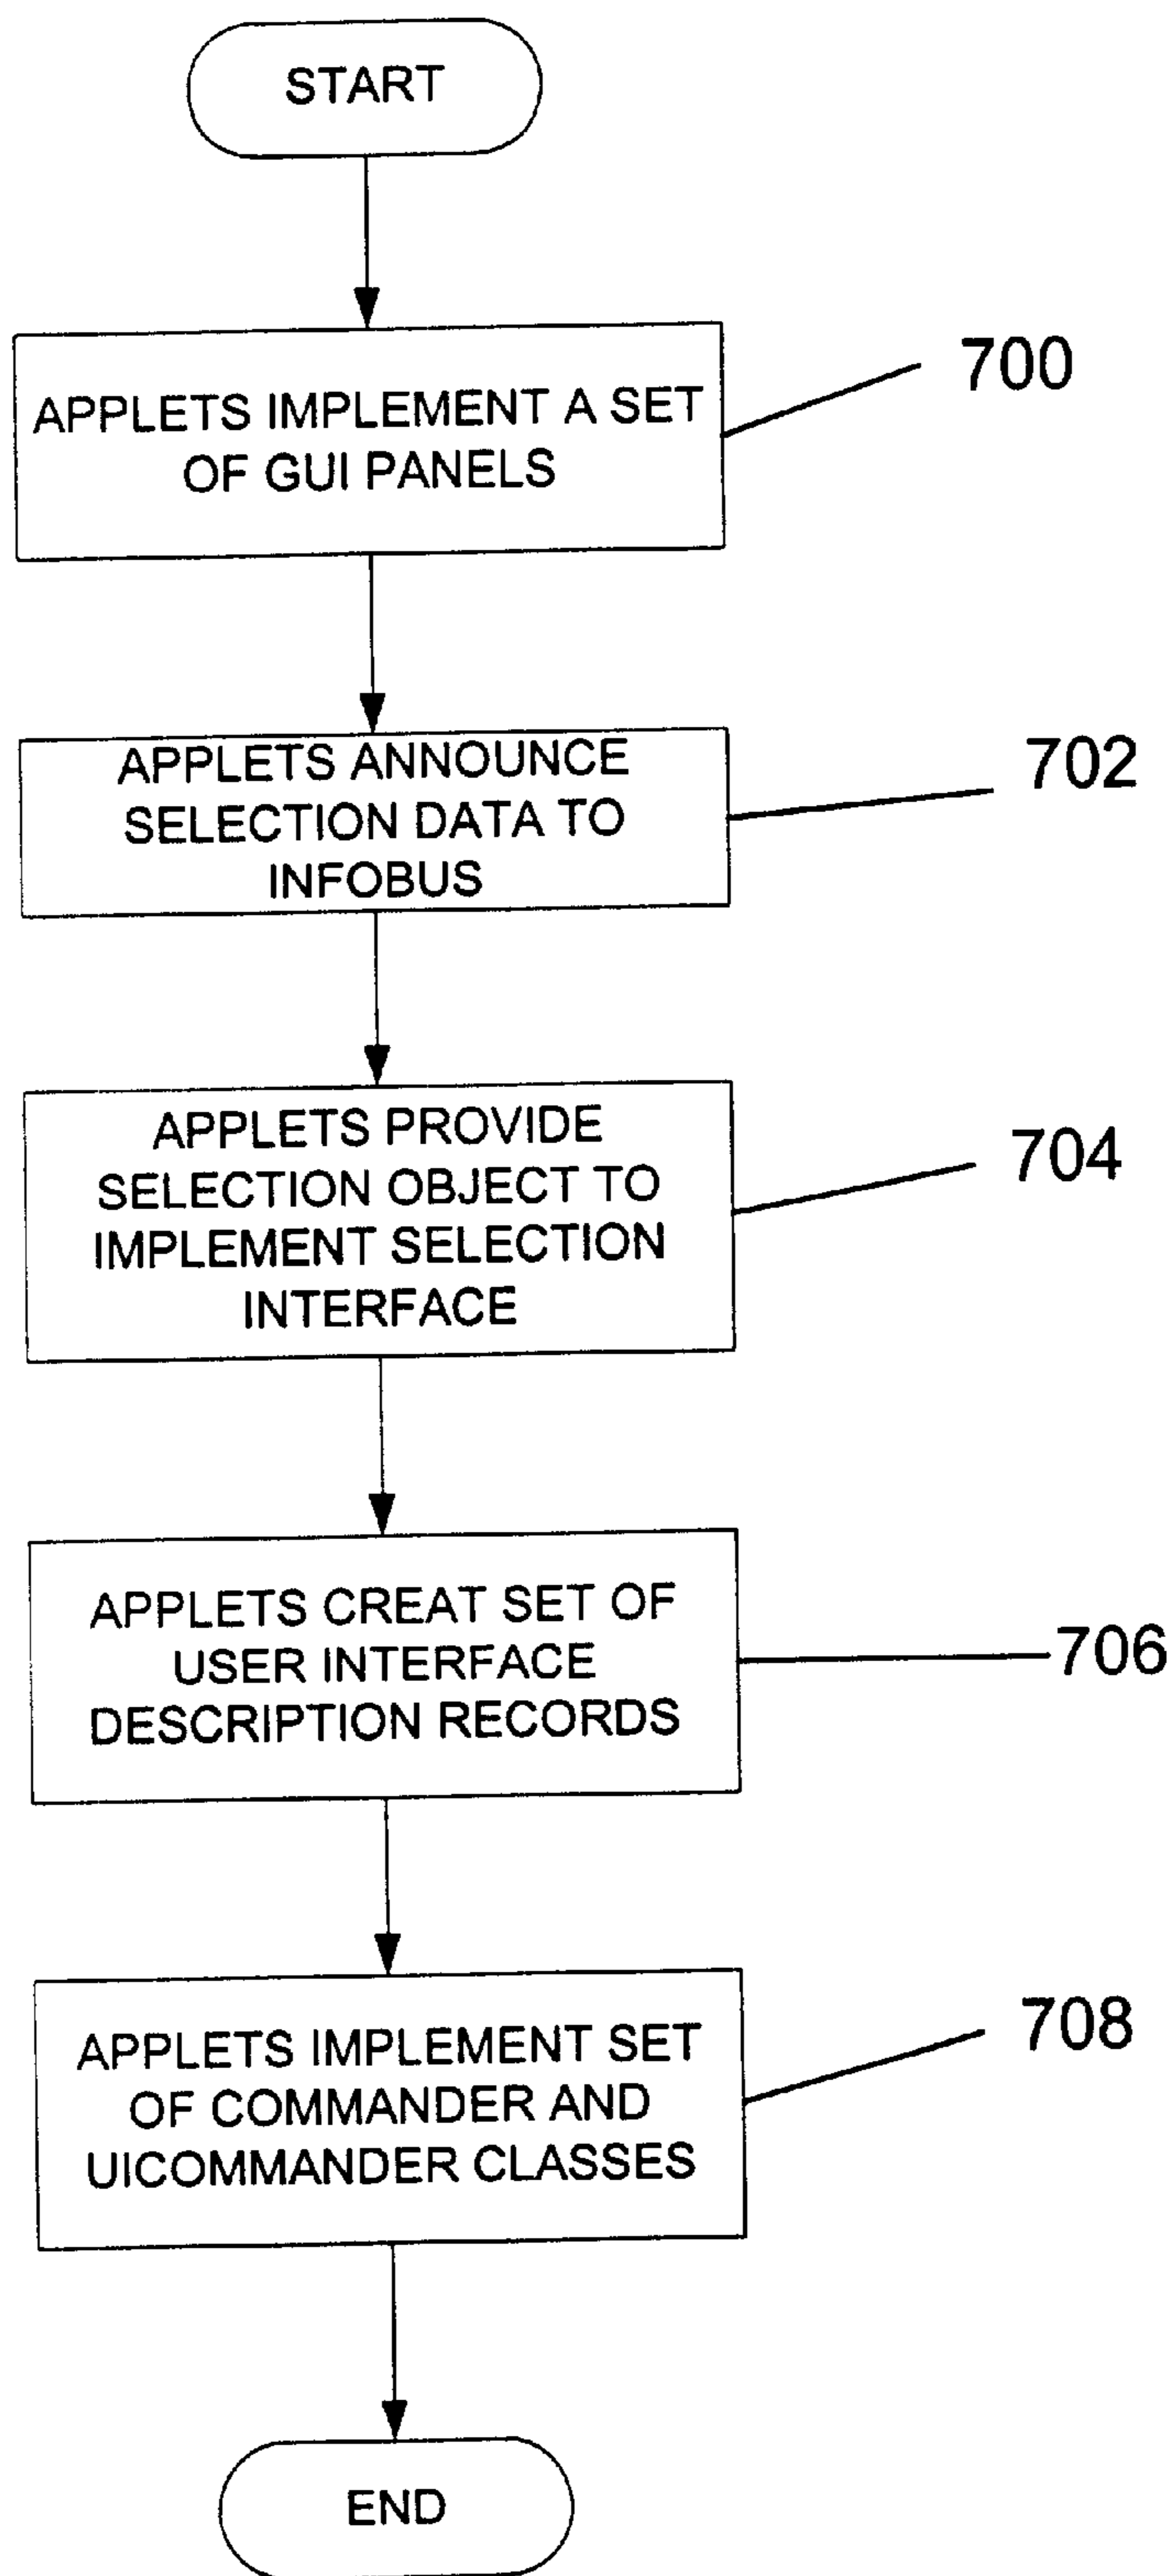 START
APPLETS IMPLEMENT A SET
OF GUI PANELS
700
APPLETS ANNOUNCE
SELECTION DATA TO
INFOBUS
702
APPLETS PROVIDE
SELECTION OBJECT TO
IMPLEMENT SELECTION
INTERFACE
704
APPLETS CREAT SET OF
USER INTERFACE
DESCRIPTION RECORDS
706
APPLETS IMPLEMENT SET
OF COMMANDER AND
UICOMMANDER CLASSES
708
END